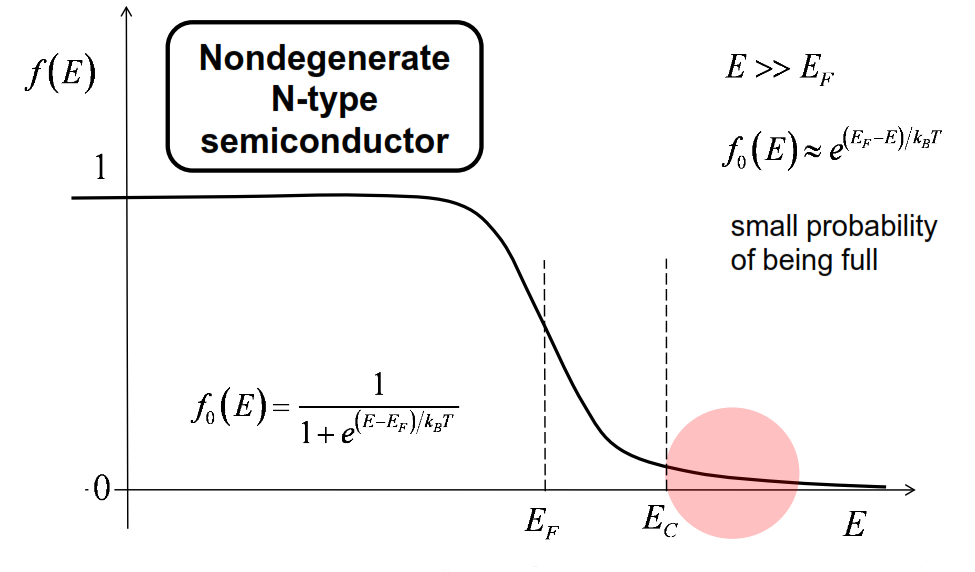 f(E)
Nondegenerate
N-type
semiconductor
E >> E_F
f_0(E) ≈ e^{(E_F−E)/k_BT}
1
small probability
of being full
f_0(E) = \frac{1}{1 + e^{(E−E_F)/k_BT}}
0
E_F
E_C
E